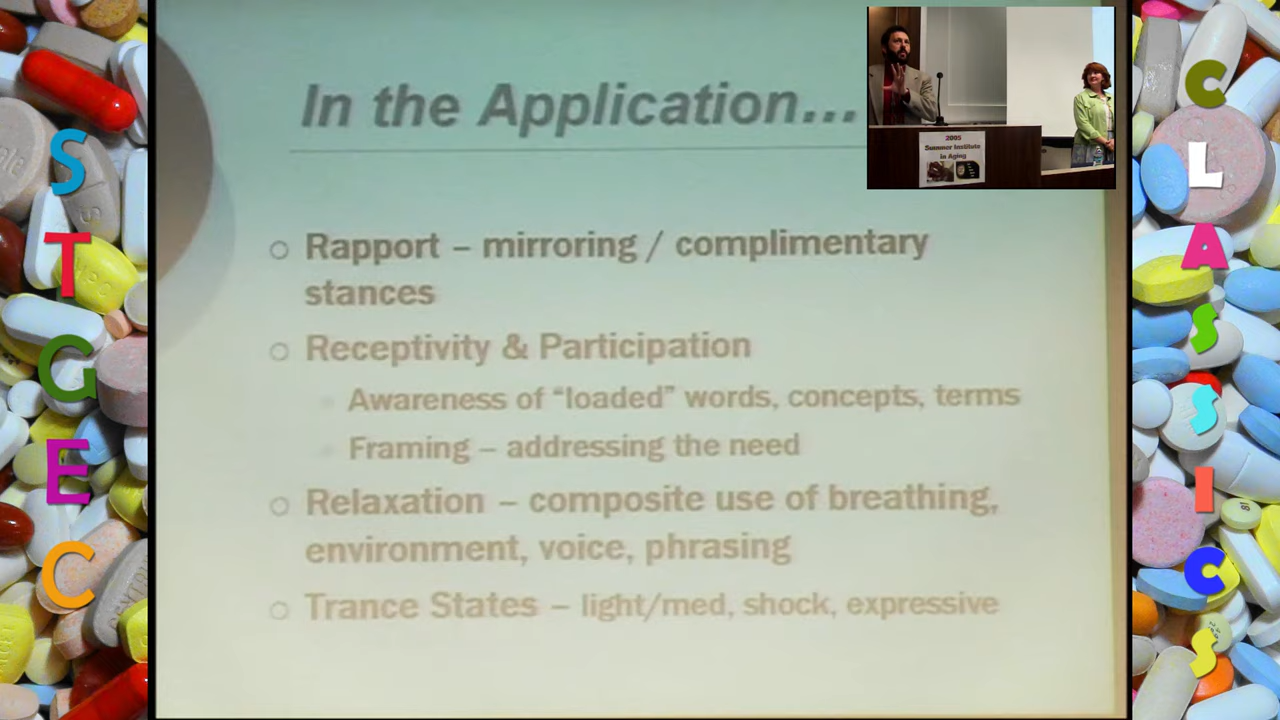 In the Application...
2005
Summer Institute
in Aging
○ Rapport – mirroring / complimentary
stances
○ Receptivity & Participation
Awareness of “loaded” words, concepts, terms
Framing – addressing the need
○ Relaxation – composite use of breathing,
environment, voice, phrasing
○ Trance States – light/med, shock, expressive
STGEC
CLASSICS